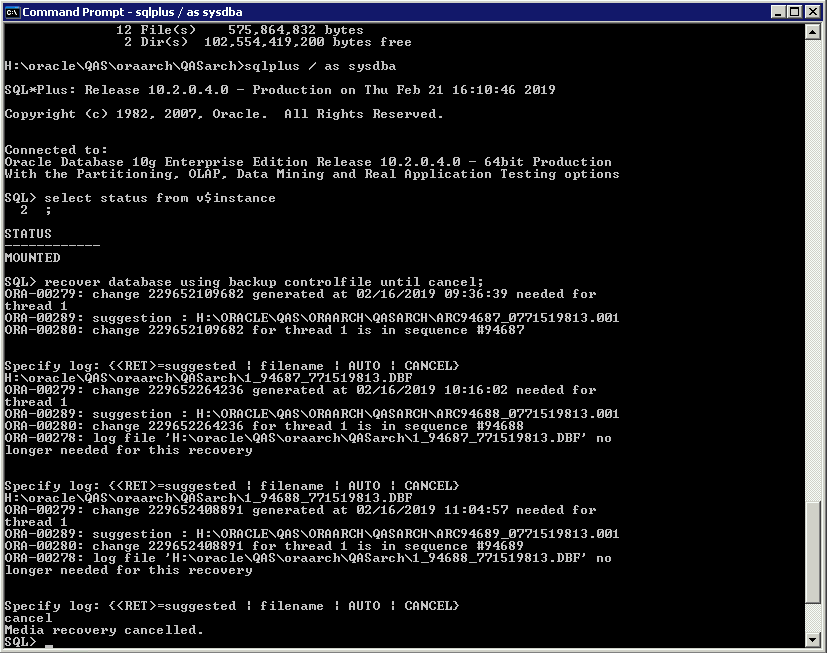 Command Prompt - sqlplus / as sysdba
12 File(s)    575,864,832 bytes
2 Dir(s)  102,554,419,200 bytes free
H:\oracle\QAS\oraarch\QASarch>sqlplus / as sysdba
SQL*Plus: Release 10.2.0.4.0 - Production on Thu Feb 21 16:10:46 2019
Copyright (c) 1982, 2007, Oracle.  All Rights Reserved.
Connected to:
Oracle Database 10g Enterprise Edition Release 10.2.0.4.0 - 64bit Production
With the Partitioning, OLAP, Data Mining and Real Application Testing options
SQL> select status from v$instance
2  ;
STATUS
------------
MOUNTED
SQL> recover database using backup controlfile until cancel;
ORA-00279: change 229652109682 generated at 02/16/2019 09:36:39 needed for
thread 1
ORA-00289: suggestion : H:\ORACLE\QAS\ORAARCH\QASARCH\ARC94687_0771519813.001
ORA-00280: change 229652109682 for thread 1 is in sequence #94687
Specify log: {<RET>=suggested | filename | AUTO | CANCEL}
H:\oracle\QAS\oraarch\QASarch\1_94687_771519813.DBF
ORA-00279: change 229652264236 generated at 02/16/2019 10:16:02 needed for
thread 1
ORA-00289: suggestion : H:\ORACLE\QAS\ORAARCH\QASARCH\ARC94688_0771519813.001
ORA-00280: change 229652264236 for thread 1 is in sequence #94688
ORA-00278: log file 'H:\oracle\QAS\oraarch\QASarch\1_94687_771519813.DBF' no
longer needed for this recovery
Specify log: {<RET>=suggested | filename | AUTO | CANCEL}
H:\oracle\QAS\oraarch\QASarch\1_94688_771519813.DBF
ORA-00279: change 229652408891 generated at 02/16/2019 11:04:57 needed for
thread 1
ORA-00289: suggestion : H:\ORACLE\QAS\ORAARCH\QASARCH\ARC94689_0771519813.001
ORA-00280: change 229652408891 for thread 1 is in sequence #94689
ORA-00278: log file 'H:\oracle\QAS\oraarch\QASarch\1_94688_771519813.DBF' no
longer needed for this recovery
Specify log: {<RET>=suggested | filename | AUTO | CANCEL}
cancel
Media recovery cancelled.
SQL> _